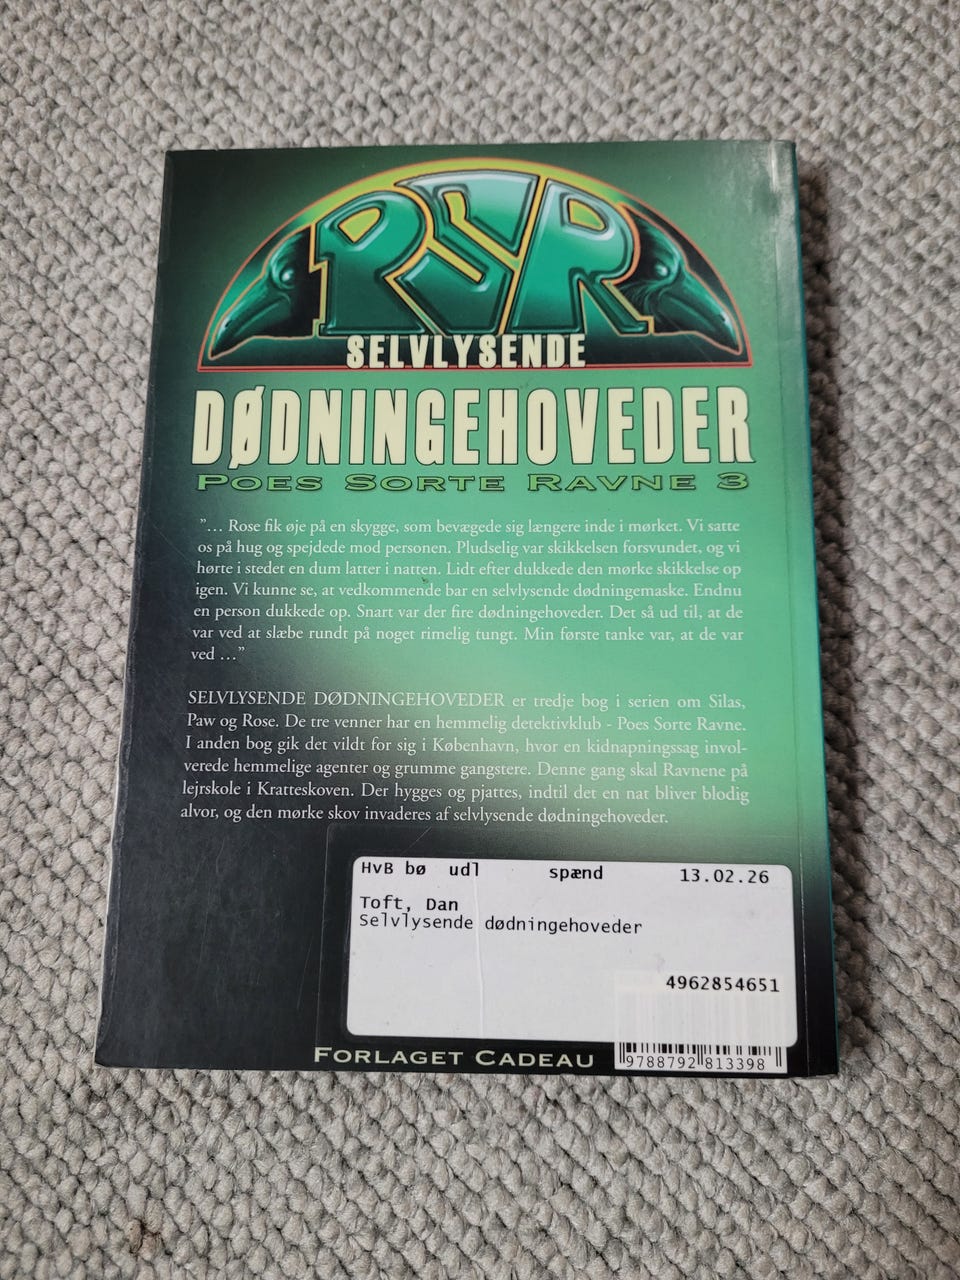 PSR
SELVLYSENDE
DØDNINGEHOVEDER
POES SORTE RAVNE 3
”... Rose fik øje på en skygge, som bevægede sig længere inde i mørket. Vi satte
os på hug og spejdede mod personen. Pludselig var skikkelsen forsvundet, og vi
hørte i stedet en dum latter i natten. Lidt efter dukkede den mørke skikkelse op
igen. Vi kunne se, at vedkommende bar en selvlysende dødningemaske. Endnu
en person dukkede op. Snart var der fire dødningehoveder. Det så ud til, at de
var ved at slæbe rundt på noget rimelig tungt. Min første tanke var, at de var
ved ...”
SELVLYSENDE DØDNINGEHOVEDER er tredje bog i serien om Silas,
Paw og Rose. De tre venner har en hemmelig detektivklub - Poes Sorte Ravne.
I anden bog gik det vildt for sig i København, hvor en kidnapningssag invol-
verede hemmelige agenter og grumme gangstere. Denne gang skal Ravnene på
lejrskole i Kratteskoven. Der hygges og pjattes, indtil det en nat bliver blodig
alvor, og den mørke skov invaderes af selvlysende dødningehoveder.
HvB bø udl spænd 13.02.26
Toft, Dan
Selvlysende dødningehoveder
4962854651
FORLAGET CADEAU
9788792813398